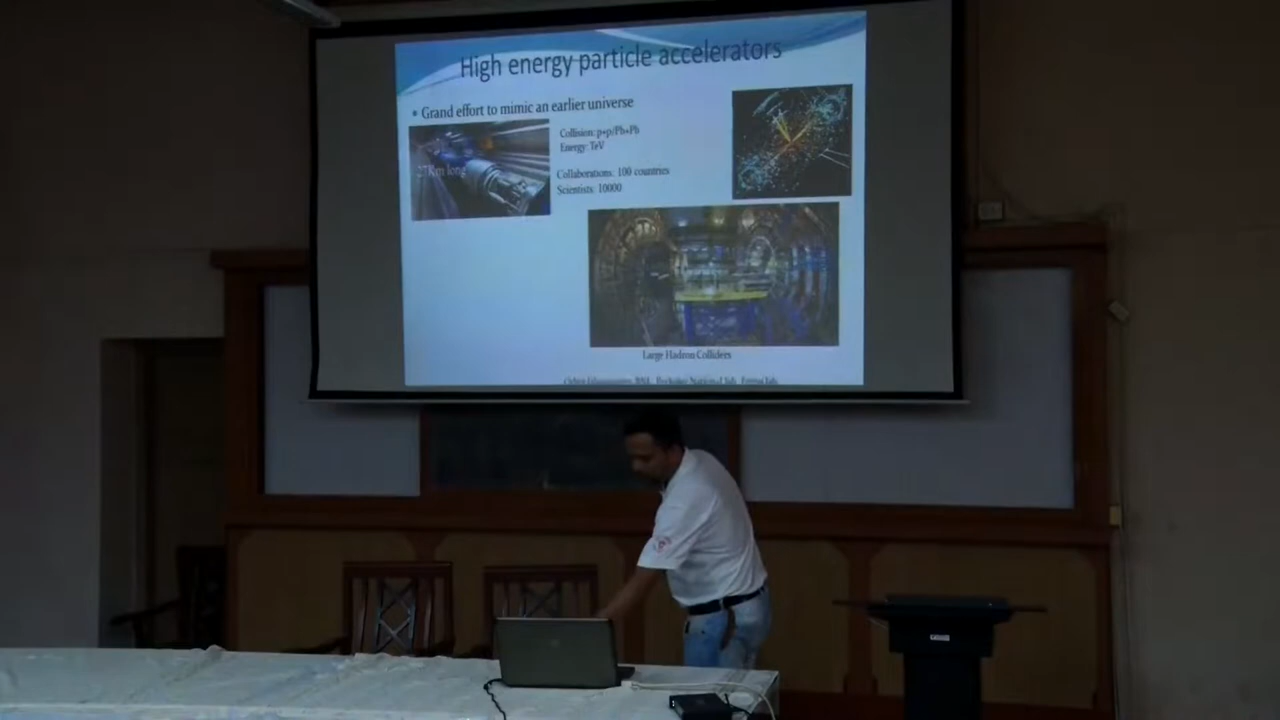 High energy particle accelerators
Grand effort to mimic an earlier universe
27Km long
Collision: p+p/Pb+Pb
Energy: TeV
Collaborations: 100 countries
Scientists: 10000
Large Hadron Colliders